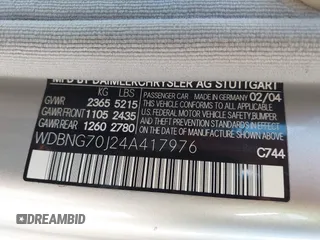 MFD BY DAIMLERCHRYSLER AG STUTTGART
KG LBS PASSENGER CAR MADE IN GERMANY 02/04
GVWR 2365 5215
GAWR FRONT 1105 2435
GAWR REAR 1260 2780
THIS VEHICLE CONFORMS TO ALL APPLICABLE
U.S. FEDERAL MOTOR VEHICLE
SAFETY, BUMPER,
AND THEFT PREVENTION
STANDARDS IN EFFECT ON THE DATE OF
MANUFACTURE SHOWN ABOVE.
WDBNG70J24A417976
C744
DREAMBID